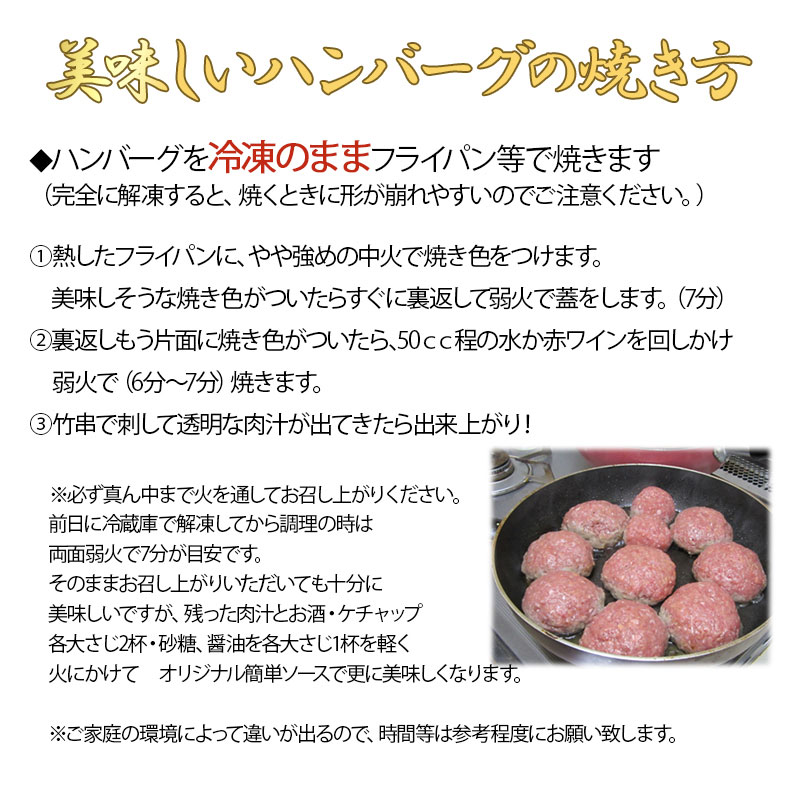 美味しいハンバーグの焼き方
◆ハンバーグを冷凍のままフライパン等で焼きます
（完全に解凍すると、焼くときに形が崩れやすいのでご注意ください。）
①熱したフライパンに、やや強めの中火で焼き色をつけます。
美味しそうな焼き色がついたらすぐに裏返して弱火で蓋をします。（7分）
②裏返しもう片面に焼き色がついたら、50ｃｃ程の水か赤ワインを回しかけ
弱火で（6分～7分）焼きます。
③竹串で刺して透明な肉汁が出てきたら出来上がり！
※必ず真ん中まで火を通してお召し上がりください。
前日に冷蔵庫で解凍してから調理の時は
両面弱火で7分が目安です。
そのままお召し上がりいただいても十分に
美味しいですが、残った肉汁とお酒・ケチャップ
各大さじ2杯・砂糖、醤油を各大さじ1杯を軽く
火にかけて　オリジナル簡単ソースで更に美味しくなります。
※ご家庭の環境によって違いが出るので、時間等は参考程度にお願い致します。